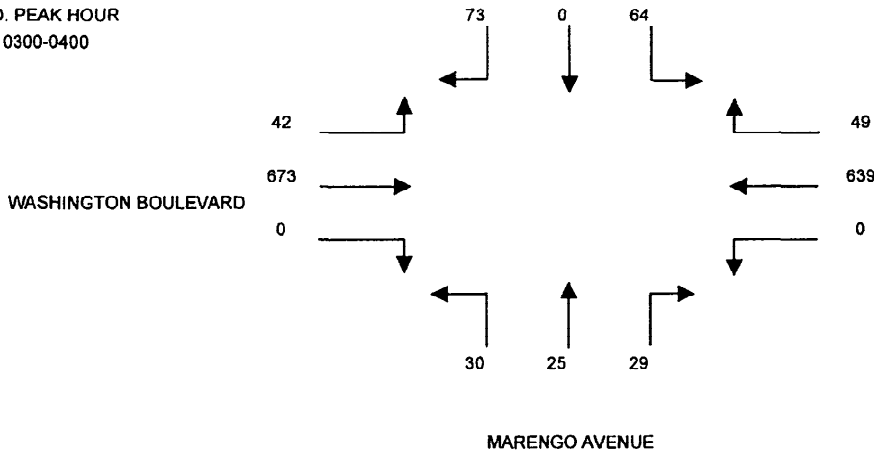 . PEAK HOUR
0300-0400
73 0 64
42 49
673 639
WASHINGTON BOULEVARD
0 0
30 25 29
MARENGO AVENUE